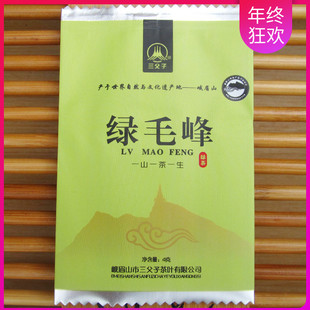 年终
狂欢
三父子
产于世界自然与文化遗产地——峨眉山
绿毛峰
LV MAO FENG
绿茶
一山一茶一生
净含量：4克
峨眉山市三父子茶叶有限公司